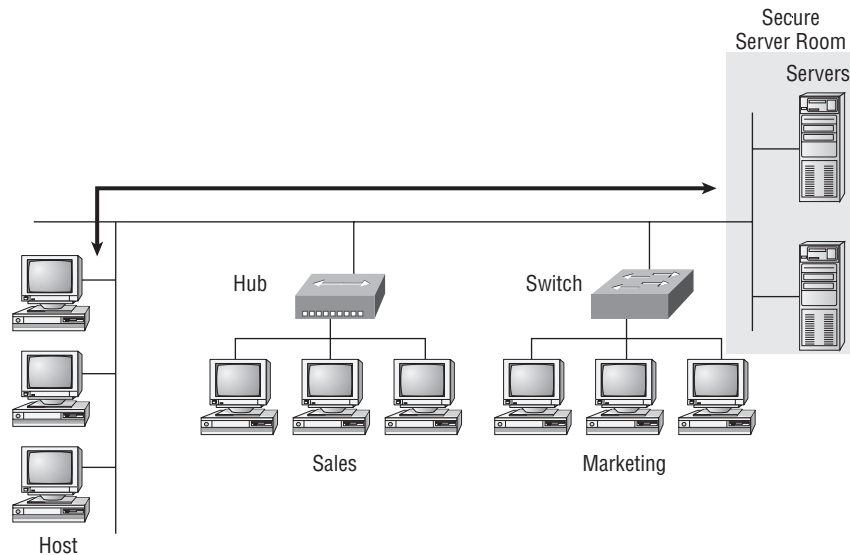 Secure
Server Room
Servers
Hub
Switch
Sales
Marketing
Host